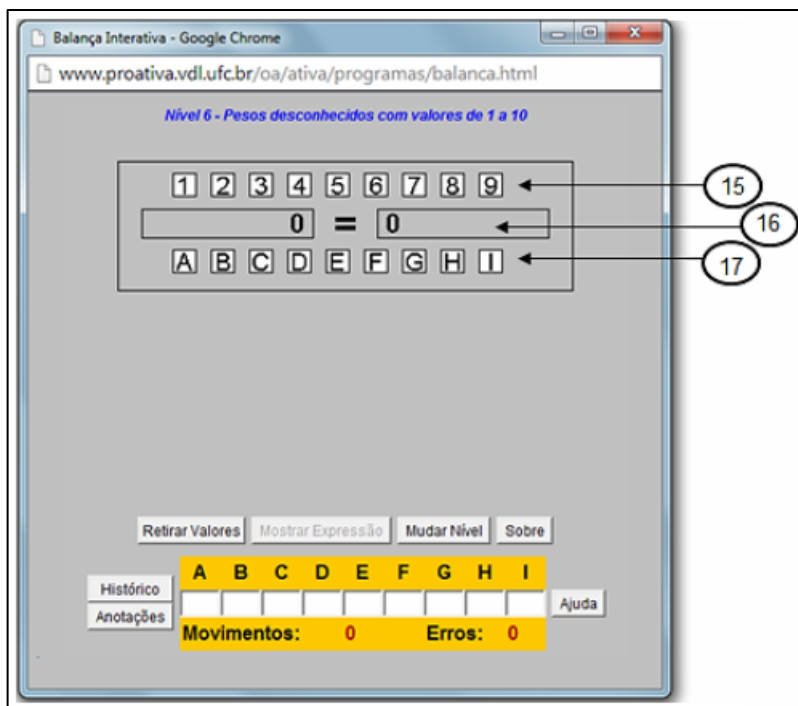 Balança Interativa - Google Chrome
www.proativa.vdl.ufc.br/oa/ativa/programas/balanca.html
Nível 6 - Pesos desconhecidos com valores de 1 a 10
1 2 3 4 5 6 7 8 9
15
0 = 0
16
A B C D E F G H I
17
Retirar Valores Mostrar Expressão Mudar Nível Sobre
A B C D E F G H I
Histórico
Anotações
Ajuda
Movimentos: 0 Erros: 0